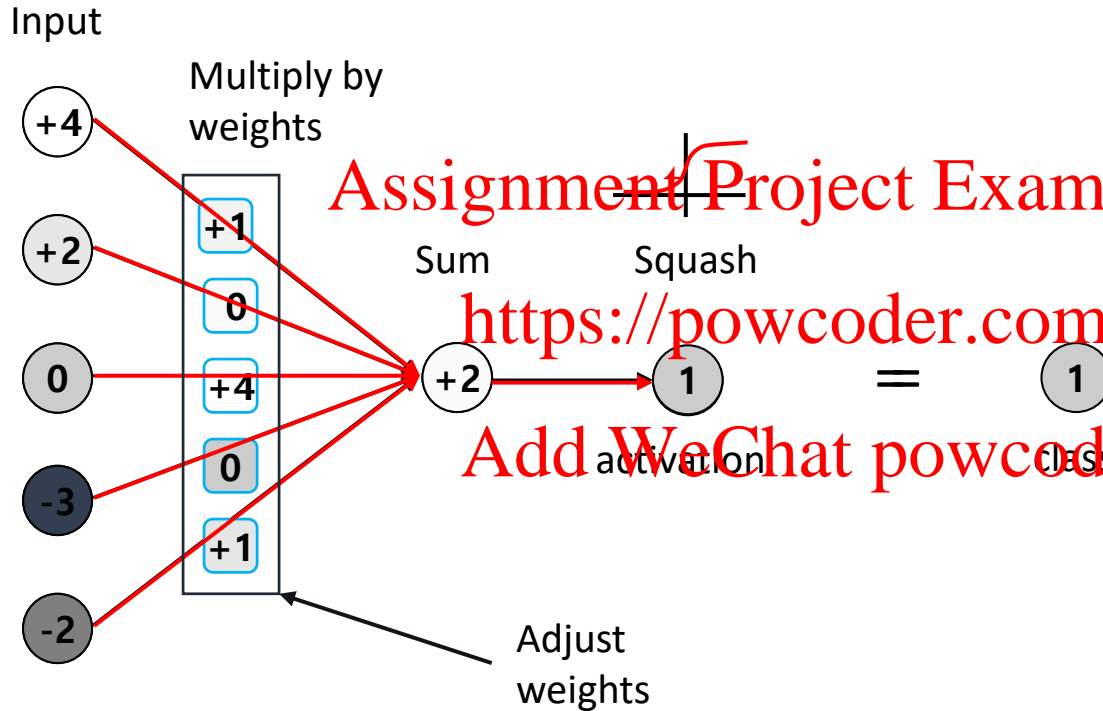 Input
Multiply by
weights
+4
+2
0
-3
-2
+1
0
+4
0
+1
Assignment Project Exam
Sum
Squash
https://powcoder.com
+2
1
=
1
Add WeChat powcod
activation
class
Adjust
weights